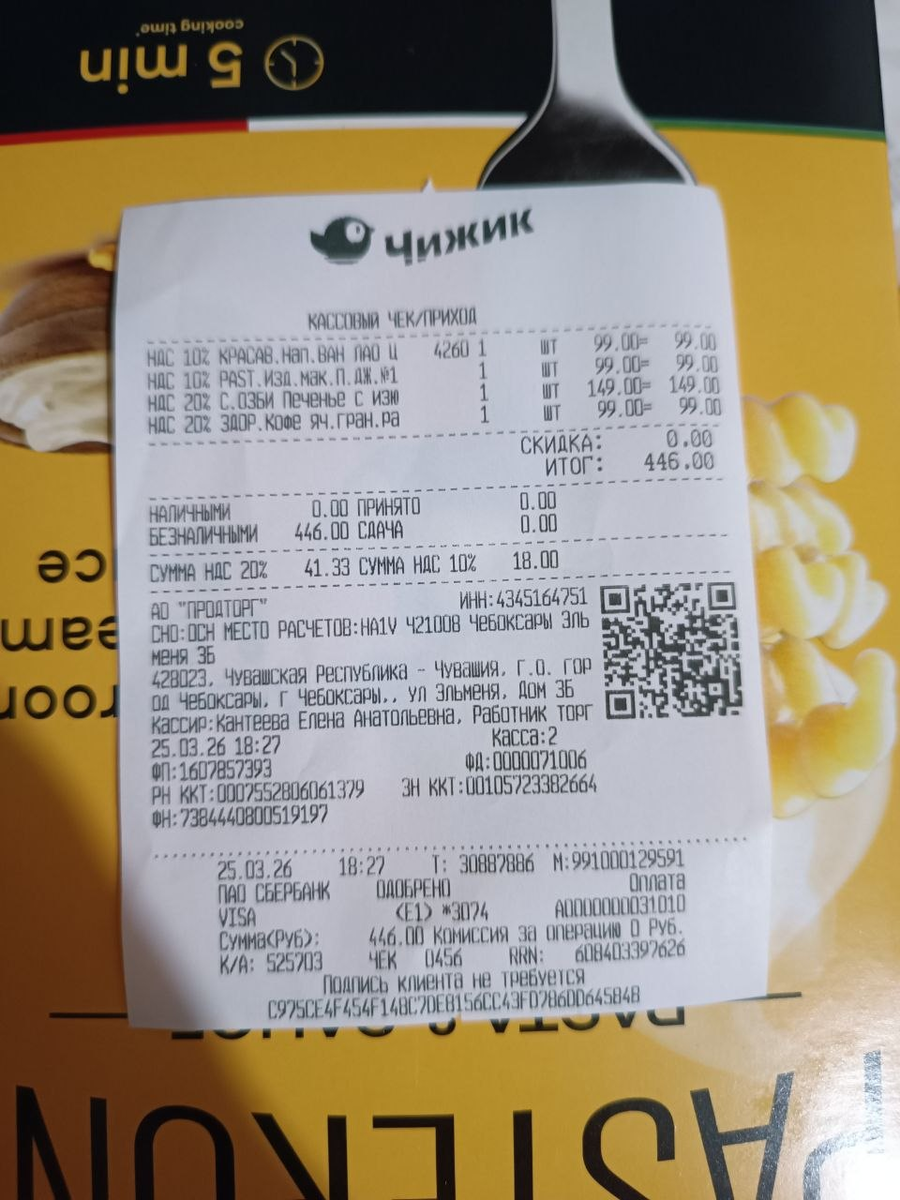 5 min
cooking time
Чижик
КАССОВЫЙ ЧЕК/ПРИХОД
НДС 10% КРАСАВ.Нап.ВАН ЛАО Ц 4260 1 ШТ 99.00= 99.00
НДС 10% PAST.Изд.мак.П.ДЖ.№1 1 ШТ 99.00= 99.00
НДС 20% С.ОЗБИ Печенье с изю 1 ШТ 149.00= 149.00
НДС 20% ЗДОР.Кофе яч.гран.ра 1 ШТ 99.00= 99.00
СКИДКА: 0.00
ИТОГ: 446.00
НАЛИЧНЫМИ 0.00 ПРИНЯТО 0.00
БЕЗНАЛИЧНЫМИ 446.00 СДАЧА 0.00
СУММА НДС 20% 41.33 СУММА НДС 10% 18.00
АО "ПРОДТОРГ" ИНН:4345164751
СНО:ОСН МЕСТО РАСЧЕТОВ:HA1V Ч21008 Чебоксары Эль
меня 3Б
428023, Чувашская Республика - Чувашия, Г.О. ГОР
од Чебоксары, г Чебоксары,, ул Эльменя, Дом 3Б
Кассир:Кантеева Елена Анатольевна, Работник торг
25.03.26 18:27 Касса:2
ФП:1607857393 ФД:0000071006
РН ККТ:0007552806061379 ЗН ККТ:00105723382664
ФН:7384440800519197
25.03.26 18:27 Т: 30887886 М:991000129591
ПАО СБЕРБАНК ОДОБРЕНО Оплата
VISA (E1) *3074 A0000000031010
Сумма(Руб): 446.00 Комиссия за операцию 0 Руб.
К/А: 525703 ЧЕК 0456 RRN: 608403397626
Подпись клиента не требуется
C975CE4F454F148C7DE8156CC43FD786DD645B4B
PASTA & SAUCE